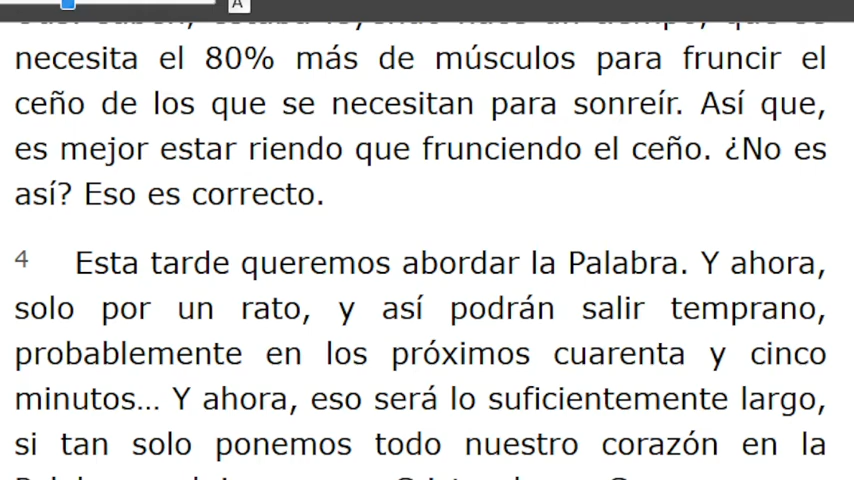 A
necesita el 80% más de músculos para fruncir el
ceño de los que se necesitan para sonreír. Así que,
es mejor estar riendo que frunciendo el ceño. ¿No es
así? Eso es correcto.
4 Esta tarde queremos abordar la Palabra. Y ahora,
solo por un rato, y así podrán salir temprano,
probablemente en los próximos cuarenta y cinco
minutos... Y ahora, eso será lo suficientemente largo,
si tan solo ponemos todo nuestro corazón en la